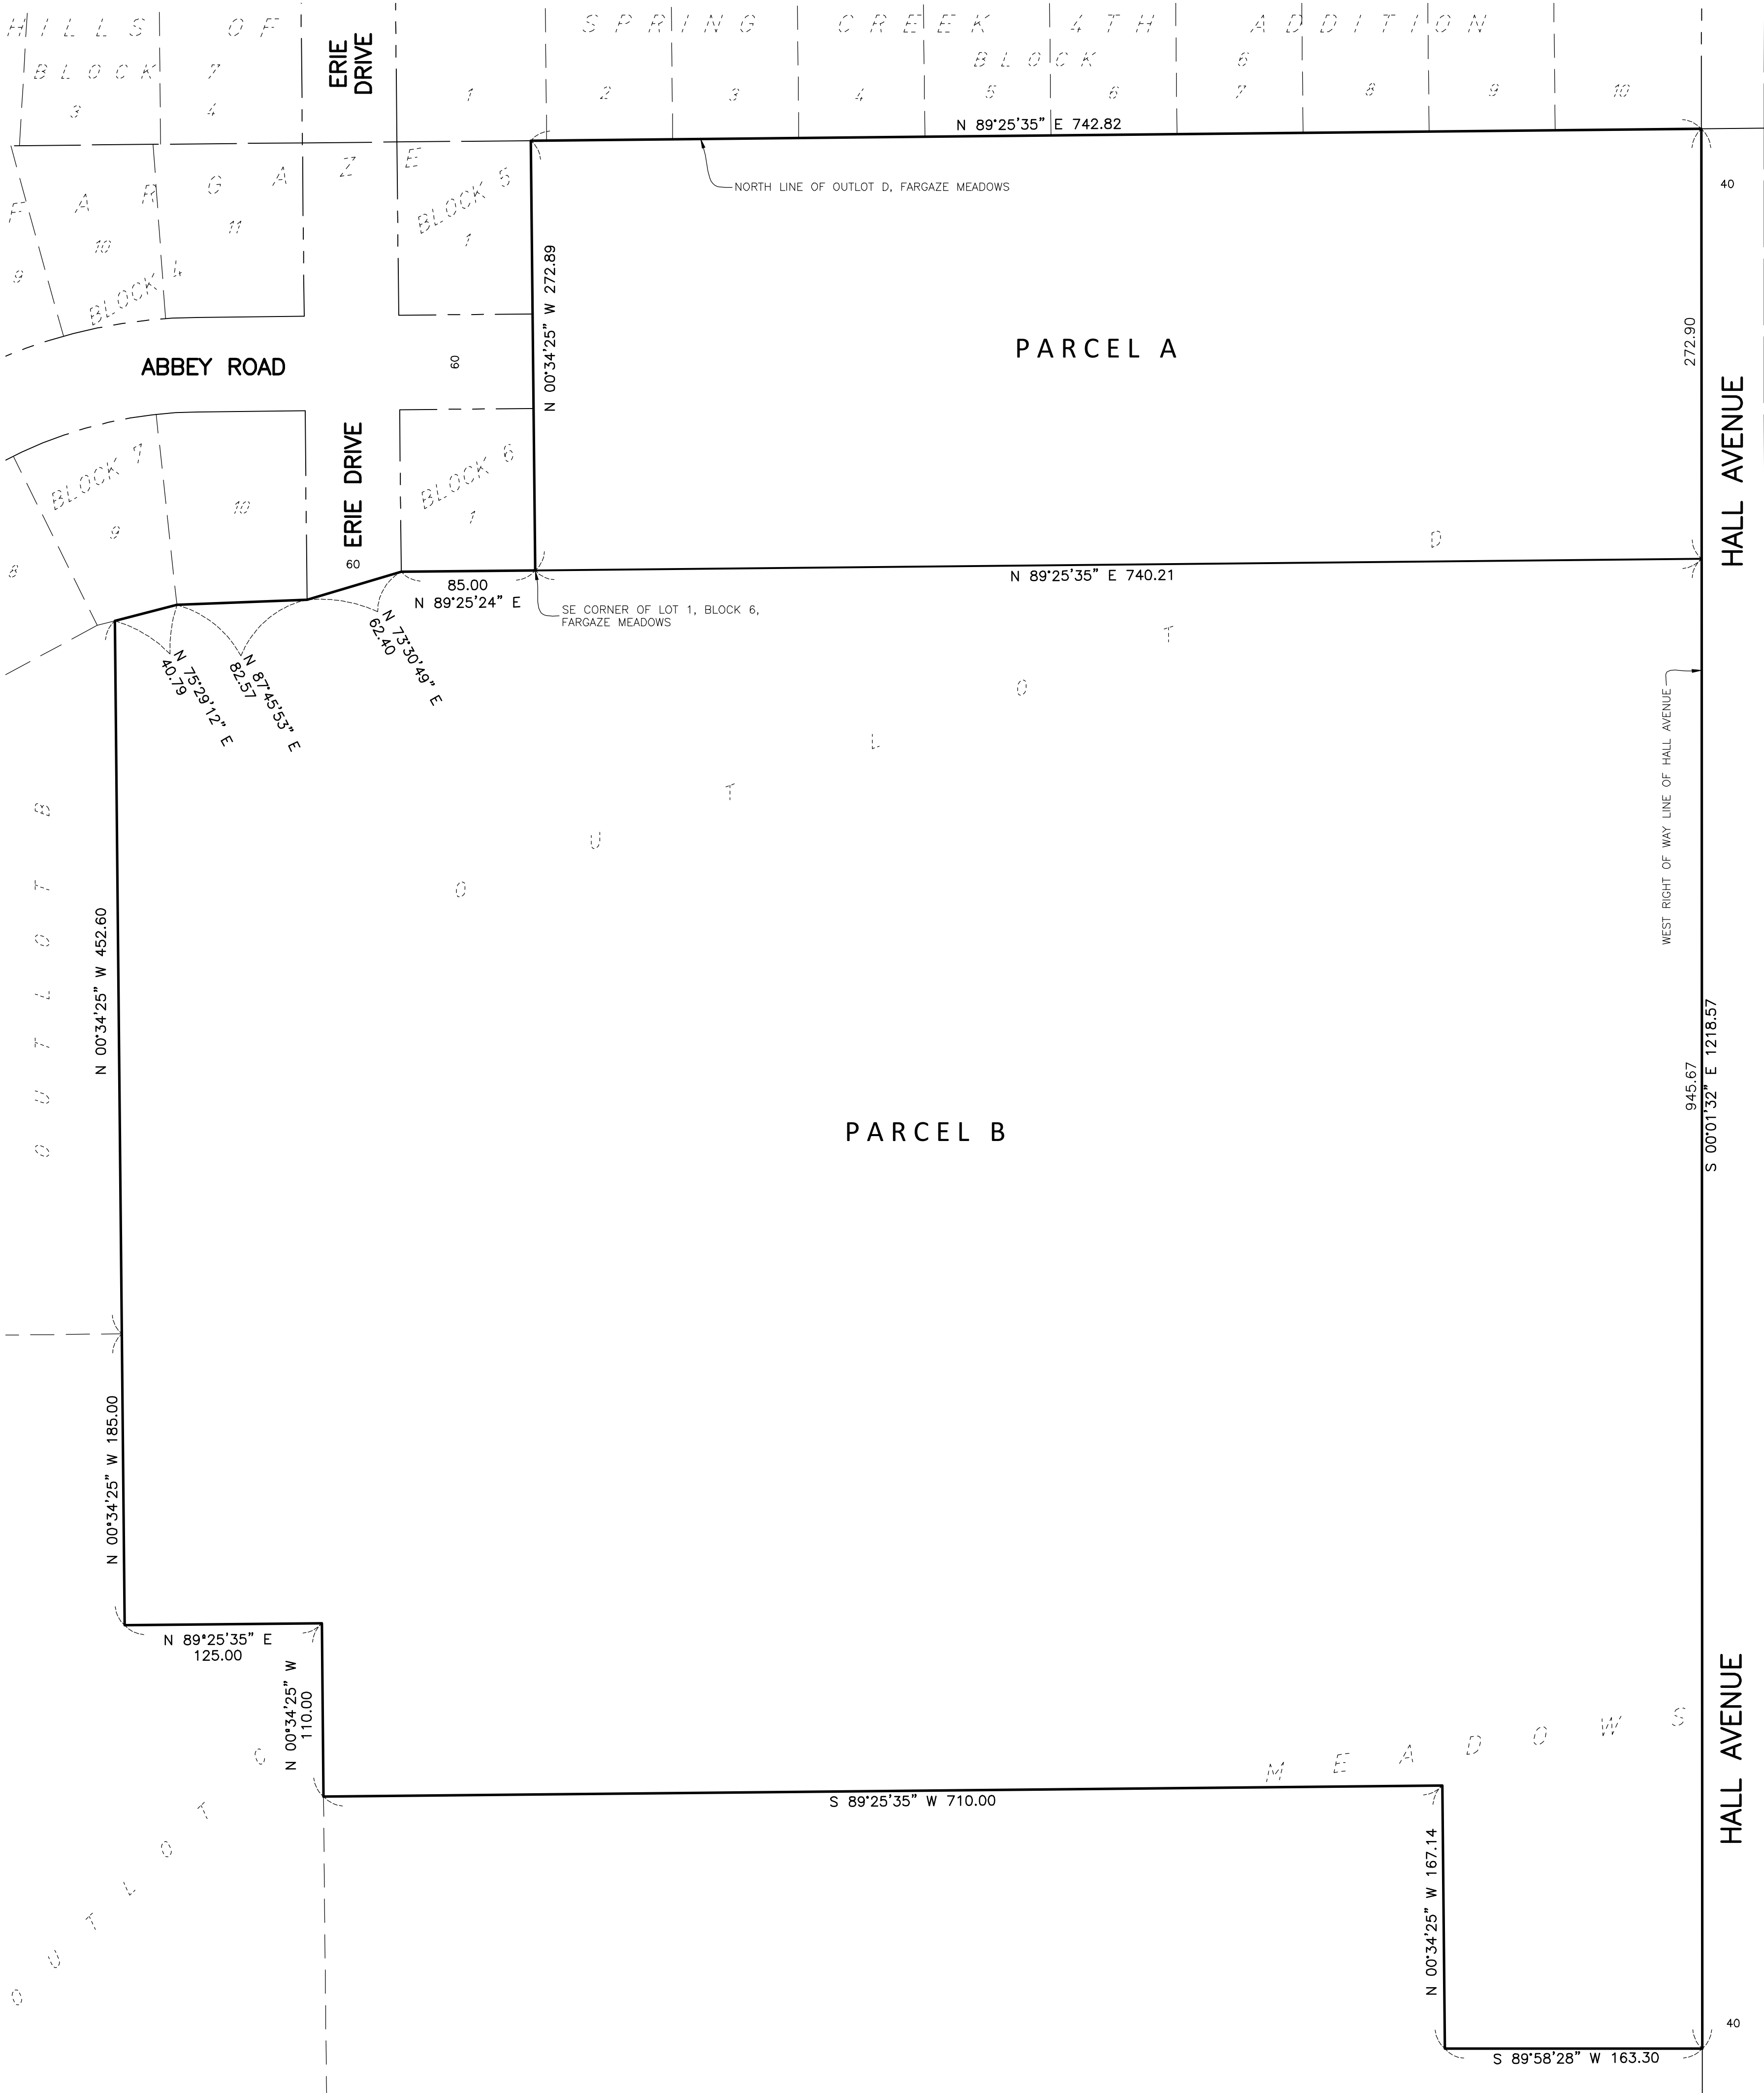 HILLS OF SPRING CREEK 4TH ADDITION
BLOCK 7
BLOCK 6
3
4
ERIE
DRIVE
1
2
3
4
5
6
7
8
9
10
N 89°25'35" E 742.82
NORTH LINE OF OUTLOT D, FARGAZE MEADOWS
40
FARGAZE
9
10
11
BLOCK 4
BLOCK 5
1
N 00°34'25" W 272.89
PARCEL A
272.90
HALL AVENUE
ABBEY ROAD
60
BLOCK 7
8
9
10
ERIE DRIVE
60
BLOCK 6
1
85.00
N 89°25'24" E
SE CORNER OF LOT 1, BLOCK 6,
FARGAZE MEADOWS
N 89°25'35" E 740.21
N 73°30'49" E
62.40
N 87°45'53" E
82.57
N 75°29'12" E
40.79
OUTLOT D
WEST RIGHT OF WAY LINE OF HALL AVENUE
OUTLOT B
N 00°34'25" W 452.60
S 00°01'32" E 1218.57
945.67
PARCEL B
N 00°34'25" W 185.00
N 89°25'35" E
125.00
N 00°34'25" W
110.00
OUTLOT C
MEADOWS
HALL AVENUE
S 89°25'35" W 710.00
N 00°34'25" W 167.14
40
S 89°58'28" W 163.30